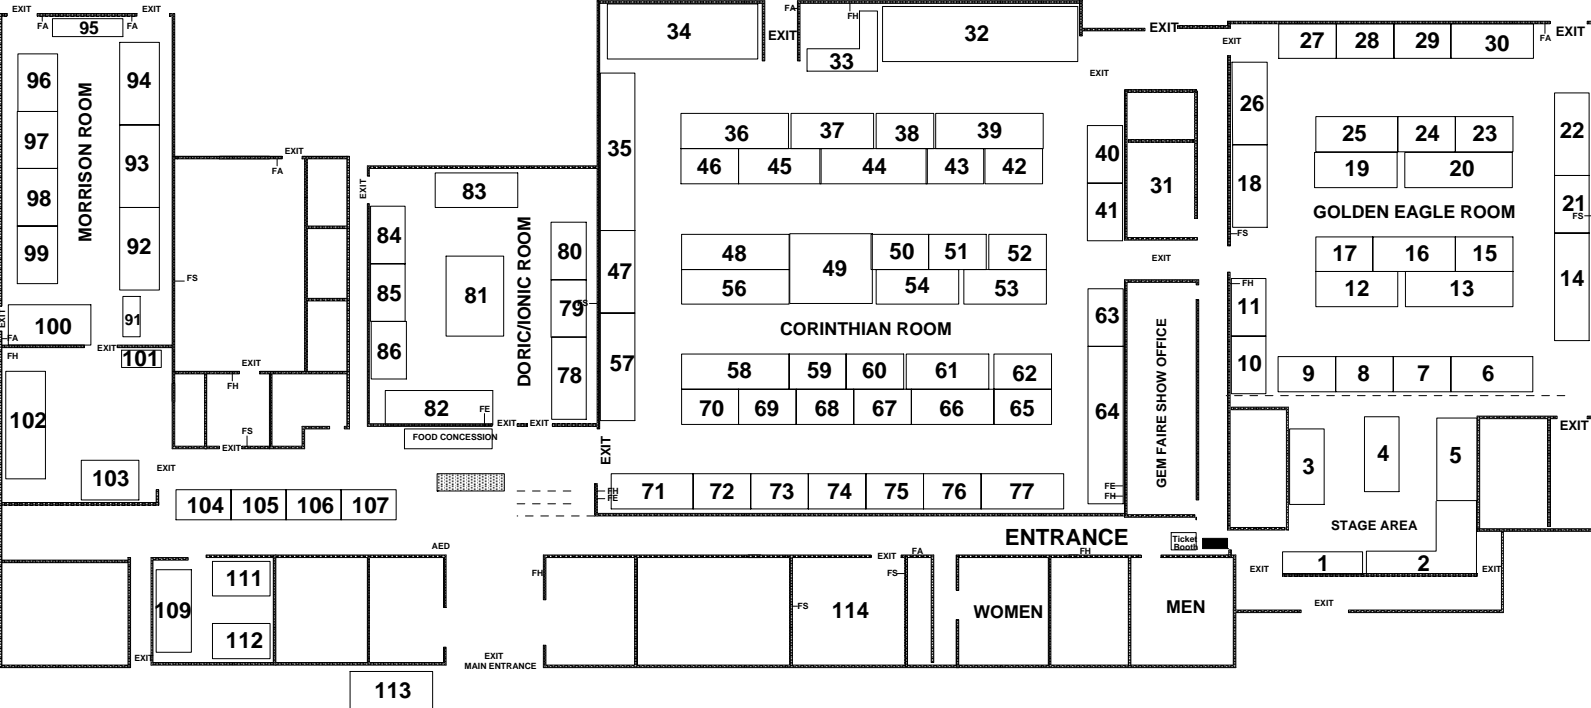 EXIT
EXIT
FA
95
FA
34
FA
EXIT
FH
33
32
EXIT
EXIT
EXIT
27
28
29
30
FA
EXIT
96
97
98
99
MORRISON ROOM
94
93
92
EXIT
FA
FS
EXIT
FA
100
91
EXIT
101
FH
102
103
EXIT
EXIT
FH
FS
EXIT
EXIT
83
84
85
86
81
DORIC/IONIC ROOM
80
79
FS
78
82
FE
EXIT
EXIT
FOOD CONCESSION
35
47
57
EXIT
36
37
38
39
46
45
44
43
42
48
49
50
51
52
56
54
53
CORINTHIAN ROOM
58
59
60
61
62
70
69
68
67
66
65
40
41
31
EXIT
63
64
FE
FH
GEM FAIRE SHOW OFFICE
FH
FE
71
72
73
74
75
76
77
26
18
FS
25
24
23
19
20
GOLDEN EAGLE ROOM
17
16
15
12
13
22
21
FS
14
FH
11
10
9
8
7
6
3
4
5
EXIT
STAGE AREA
1
2
EXIT
EXIT
EXIT
104
105
106
107
AED
ENTRANCE
Ticket
Booth
109
111
112
EXIT
113
EXIT
MAIN ENTRANCE
FH
FS
114
EXIT
FA
FS
WOMEN
FH
MEN